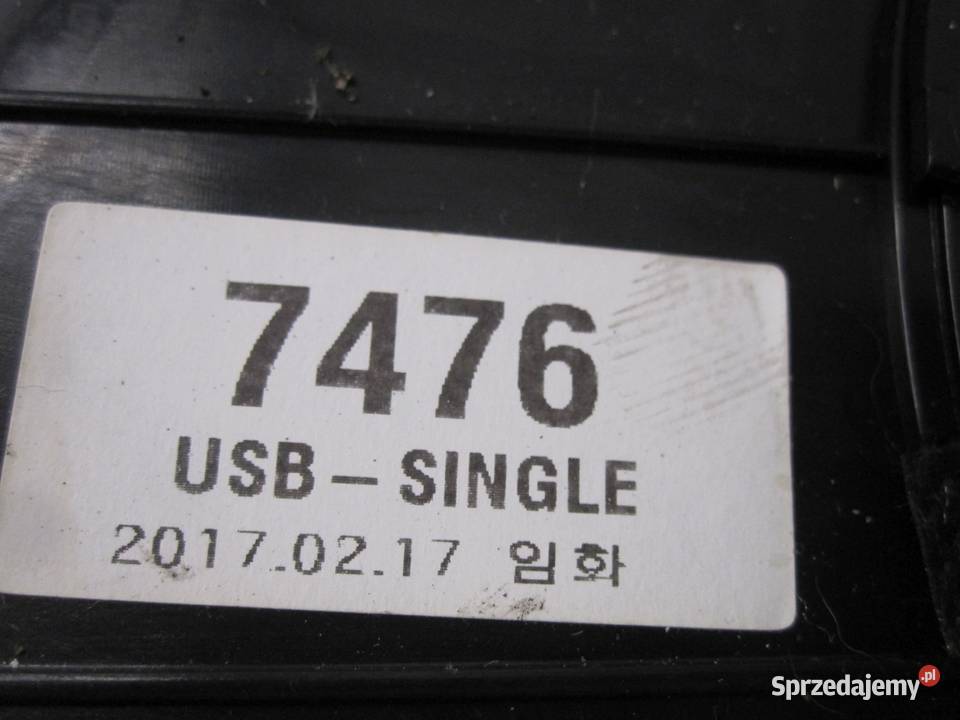 7476
USB-SINGLE
2017.02.17 임화
Sprzedajemy.pl